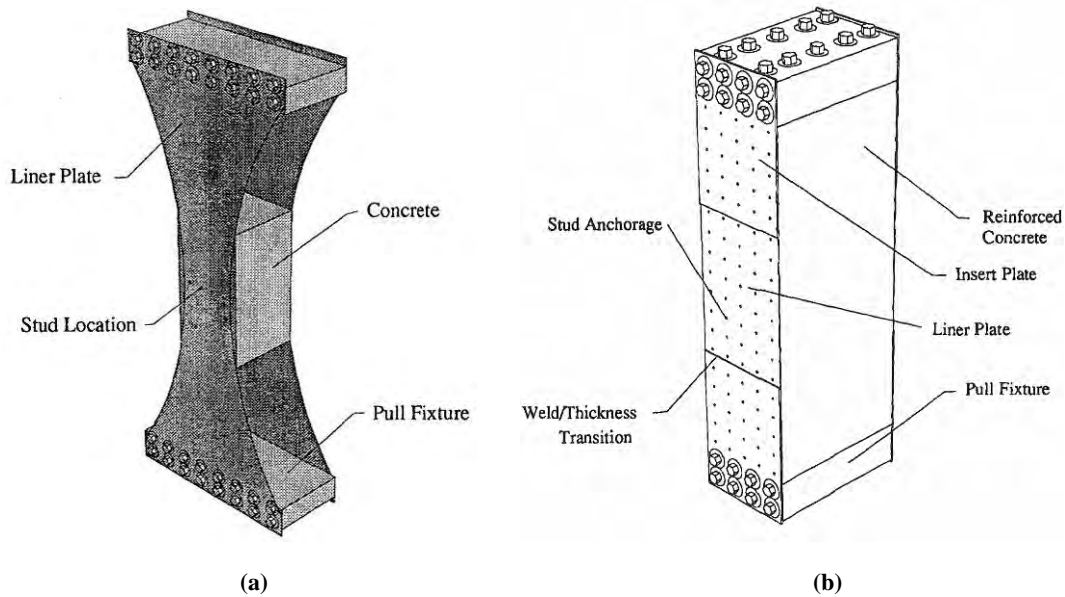 Liner Plate
Concrete
Stud Location
Pull Fixture
(a)
Stud Anchorage
Reinforced
Concrete
Insert Plate
Liner Plate
Pull Fixture
Weld/Thickness
Transition
(b)